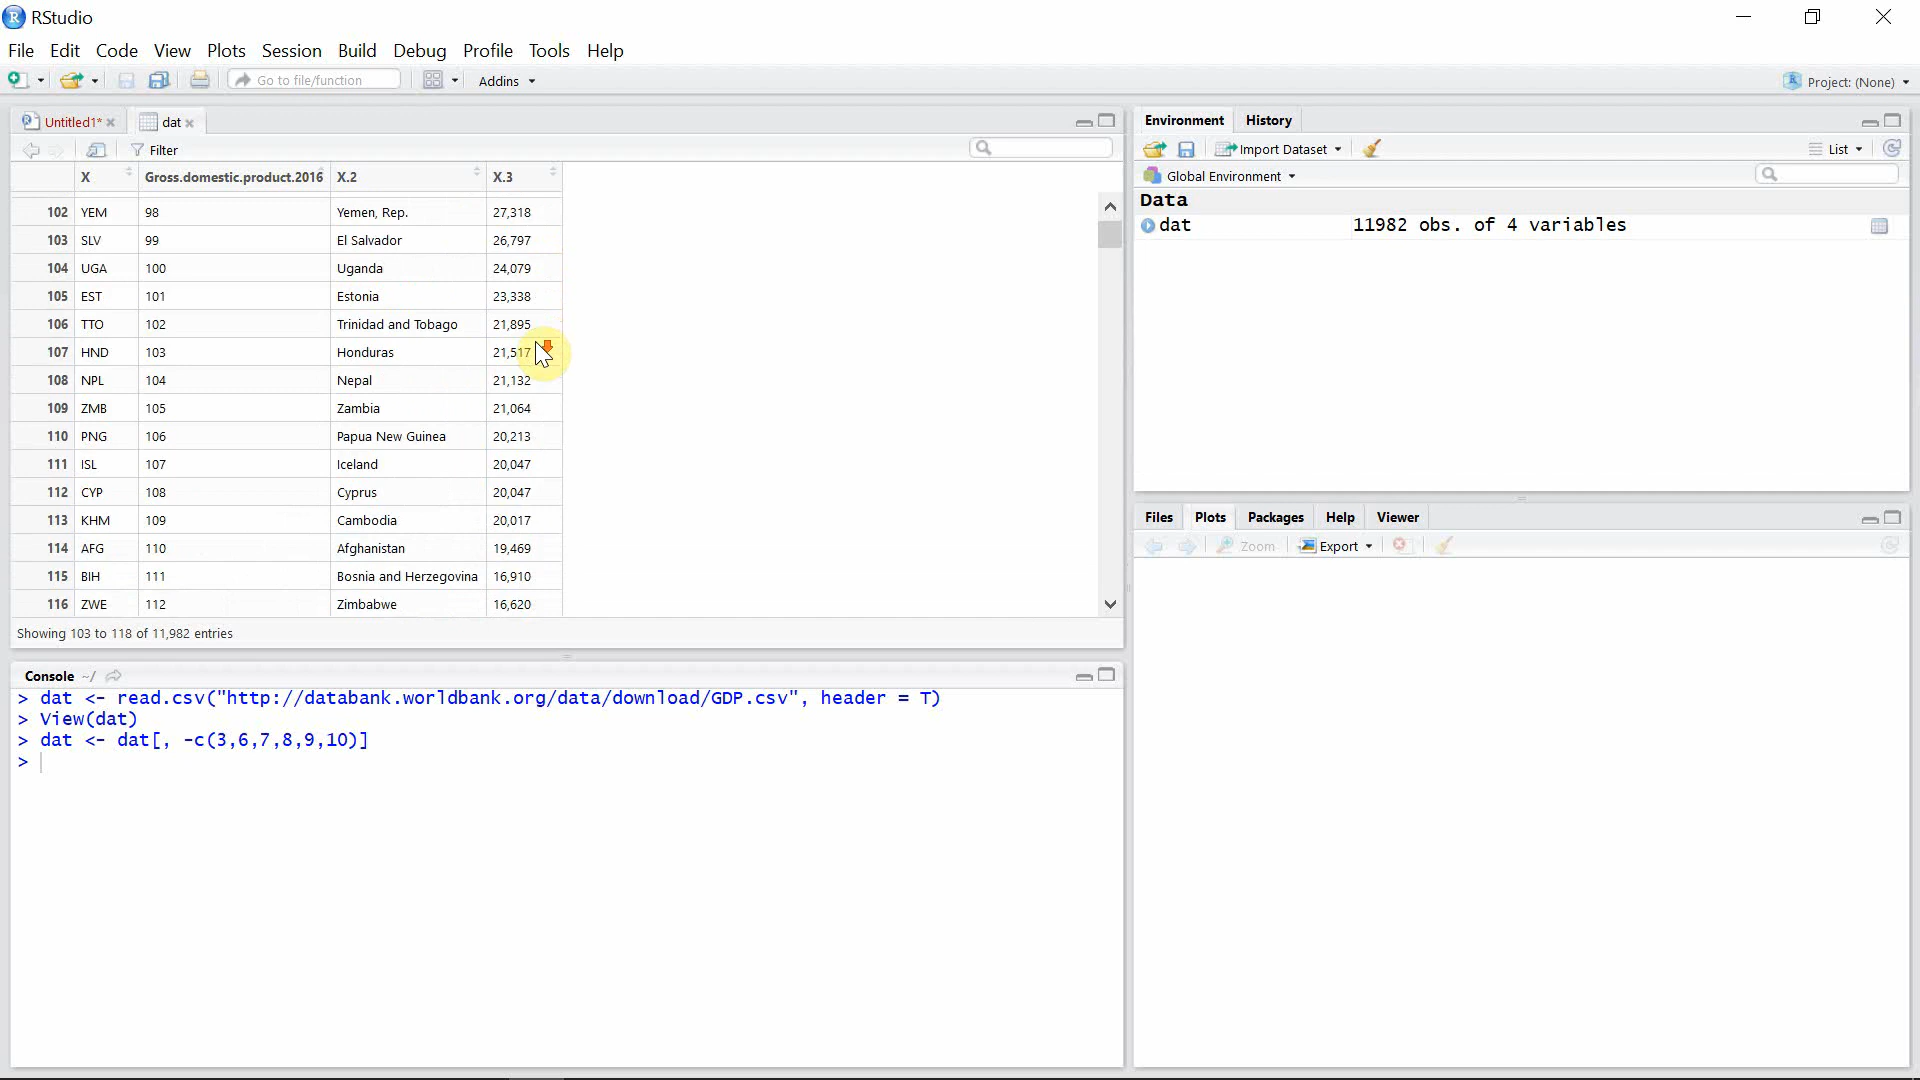 RStudio
File Edit Code View Plots Session Build Debug Profile Tools Help
Go to file/function Addins Project: (None)
Untitled1* dat
Filter
X Gross.domestic.product.2016 X.2 X.3
102 YEM 98 Yemen, Rep. 27,318
103 SLV 99 El Salvador 26,797
104 UGA 100 Uganda 24,079
105 EST 101 Estonia 23,338
106 TTO 102 Trinidad and Tobago 21,895
107 HND 103 Honduras 21,517
108 NPL 104 Nepal 21,132
109 ZMB 105 Zambia 21,064
110 PNG 106 Papua New Guinea 20,213
111 ISL 107 Iceland 20,047
112 CYP 108 Cyprus 20,047
113 KHM 109 Cambodia 20,017
114 AFG 110 Afghanistan 19,469
115 BIH 111 Bosnia and Herzegovina 16,910
116 ZWE 112 Zimbabwe 16,620
Showing 103 to 118 of 11,982 entries
Console ~/
> dat <- read.csv("http://databank.worldbank.org/data/download/GDP.csv", header = T)
> View(dat)
> dat <- dat[, -c(3,6,7,8,9,10)]
>
Environment History
Import Dataset List
Global Environment
Data
dat 11982 obs. of 4 variables
Files Plots Packages Help Viewer
Zoom Export